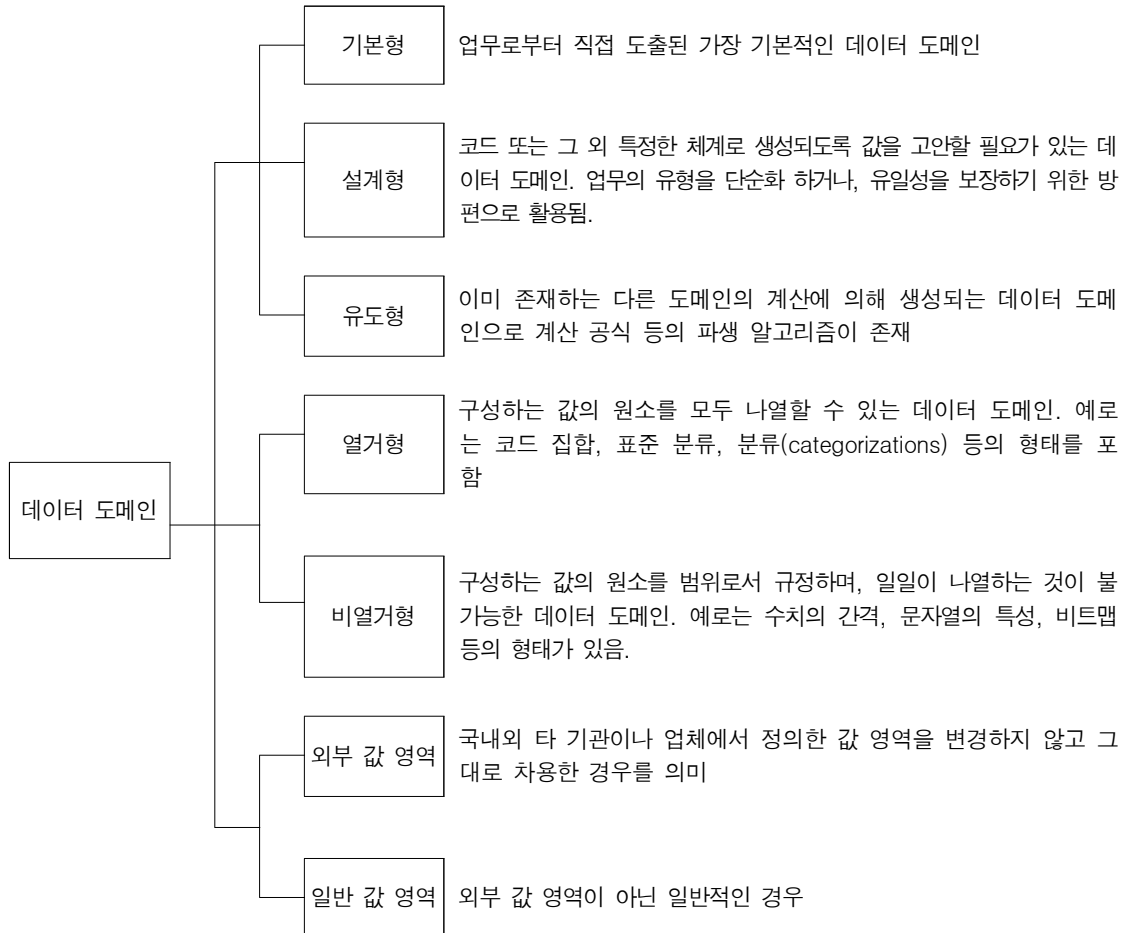 기본형
업무로부터 직접 도출된 가장 기본적인 데이터 도메인
설계형
코드 또는 그 외 특정한 체계로 생성되도록 값을 고안할 필요가 있는 데
이터 도메인. 업무의 유형을 단순화 하거나, 유일성을 보장하기 위한 방
편으로 활용됨.
유도형
이미 존재하는 다른 도메인의 계산에 의해 생성되는 데이터 도메
인으로 계산 공식 등의 파생 알고리즘이 존재
열거형
구성하는 값의 원소를 모두 나열할 수 있는 데이터 도메인. 예로
는 코드 집합, 표준 분류, 분류(categorizations) 등의 형태를 포
함
데이터 도메인
비열거형
구성하는 값의 원소를 범위로서 규정하며, 일일이 나열하는 것이 불
가능한 데이터 도메인. 예로는 수치의 간격, 문자열의 특성, 비트맵
등의 형태가 있음.
외부 값 영역
국내외 타 기관이나 업체에서 정의한 값 영역을 변경하지 않고 그
대로 차용한 경우를 의미
일반 값 영역
외부 값 영역이 아닌 일반적인 경우